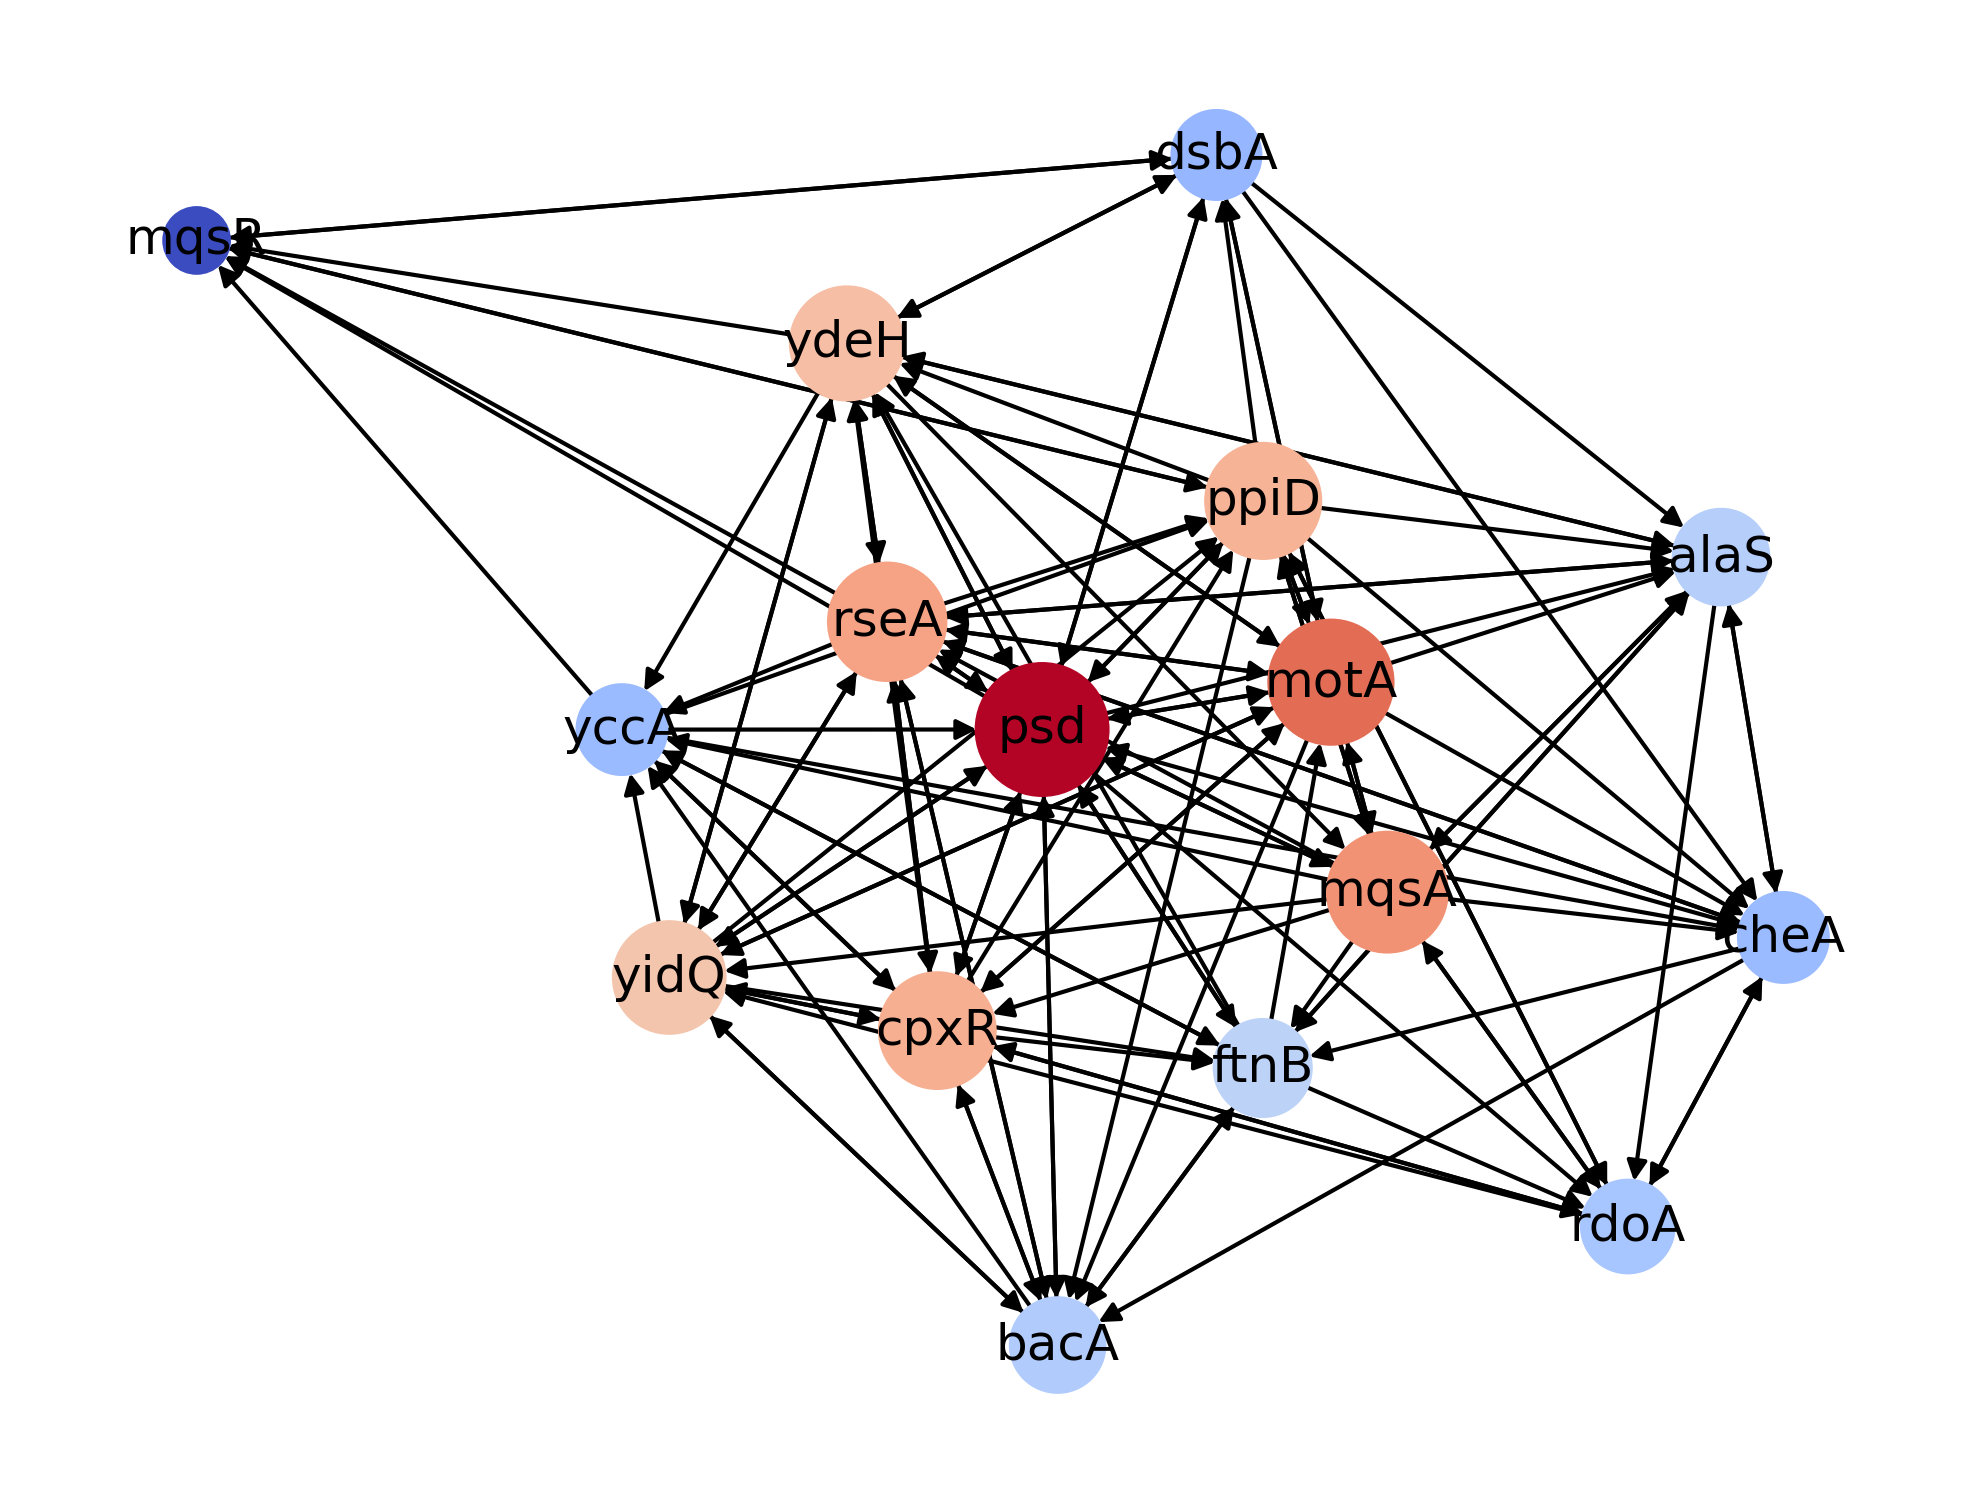 dsbA
mqsR
ydeH
ppiD
alaS
rseA
motA
psd
yccA
mqsA
cheA
yidQ
cpxR
ftnB
rdoA
bacA